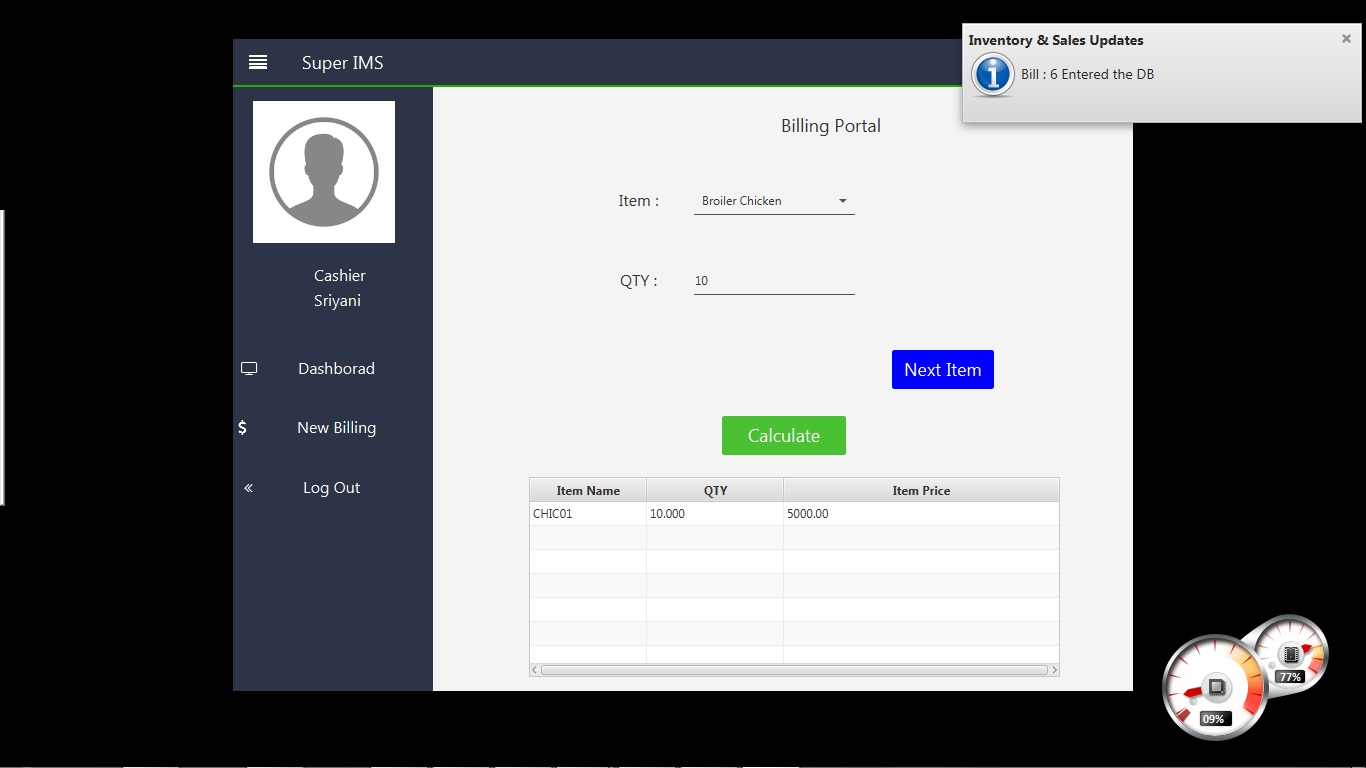 Super IMS
Inventory & Sales Updates
Bill : 6 Entered the DB
Billing Portal
Item :
Broiler Chicken
QTY :
10
Cashier
Sriyani
Dashborad
$ New Billing
« Log Out
Next Item
Calculate
Item Name QTY Item Price
CHIC01 10.000 5000.00
77%
09%